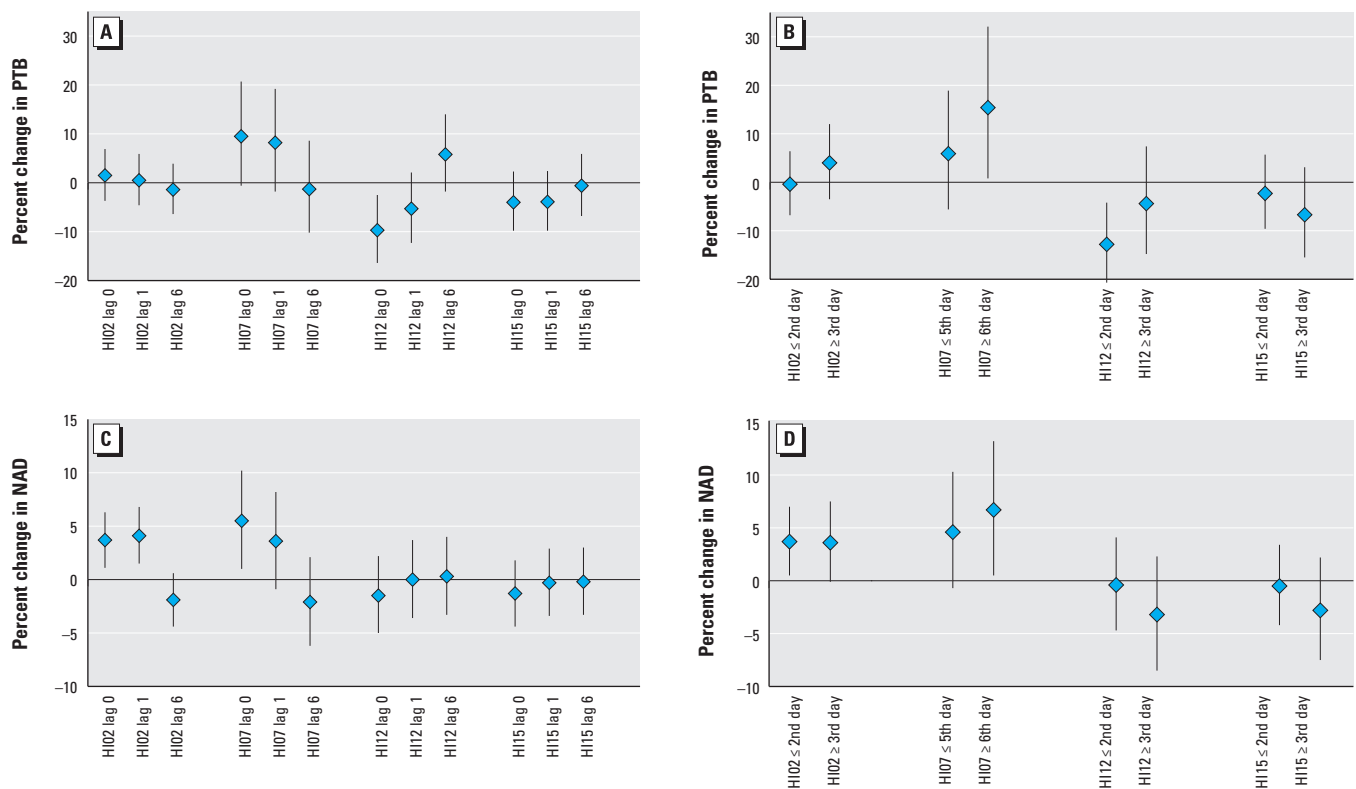 A
Percent change in PTB
30
20
10
0
–10
–20
HI02 lag 0
HI02 lag 1
HI02 lag 6
HI07 lag 0
HI07 lag 1
HI07 lag 6
HI12 lag 0
HI12 lag 1
HI12 lag 6
HI15 lag 0
HI15 lag 1
HI15 lag 6
B
Percent change in PTB
30
20
10
0
–10
–20
HI02 ≤ 2nd day
HI02 ≥ 3rd day
HI07 ≤ 5th day
HI07 ≥ 6th day
HI12 ≤ 2nd day
HI12 ≥ 3rd day
HI15 ≤ 2nd day
HI15 ≥ 3rd day
C
Percent change in NAD
15
10
5
0
–5
–10
HI02 lag 0
HI02 lag 1
HI02 lag 6
HI07 lag 0
HI07 lag 1
HI07 lag 6
HI12 lag 0
HI12 lag 1
HI12 lag 6
HI15 lag 0
HI15 lag 1
HI15 lag 6
D
Percent change in NAD
15
10
5
0
–5
–10
HI02 ≤ 2nd day
HI02 ≥ 3rd day
HI07 ≤ 5th day
HI07 ≥ 6th day
HI12 ≤ 2nd day
HI12 ≥ 3rd day
HI15 ≤ 2nd day
HI15 ≥ 3rd day